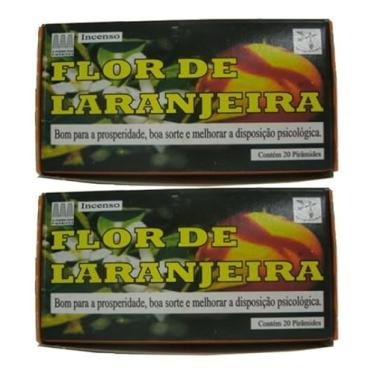 Incenso
FLOR DE
LARANJEIRA
Bom para a prosperidade, boa sorte e melhorar a disposição psicológica.
Contém 20 Pirâmides
Incenso
FLOR DE
LARANJEIRA
Bom para a prosperidade, boa sorte e melhorar a disposição psicológica.
Contém 20 Pirâmides